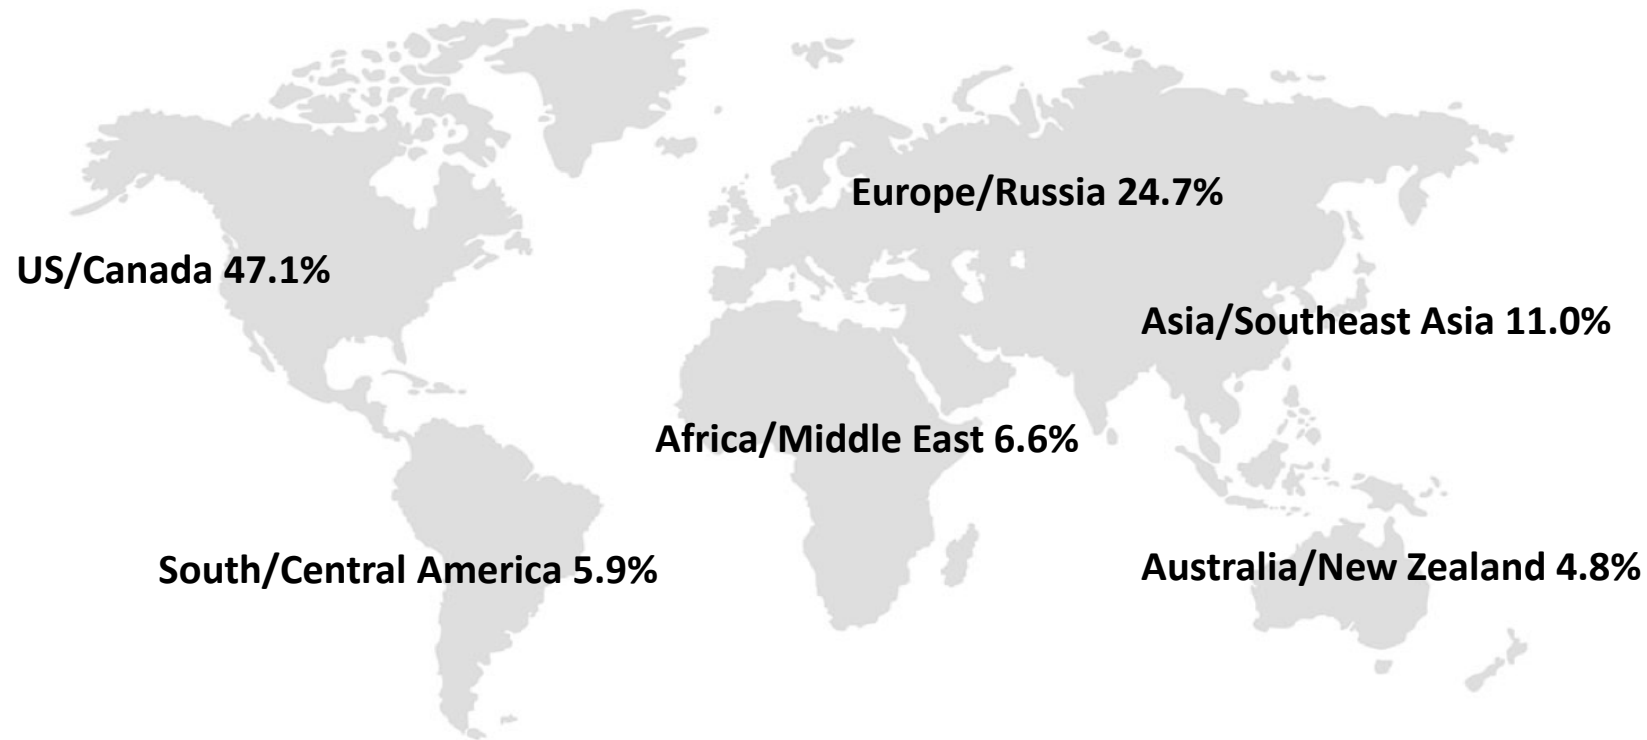 Europe/Russia 24.7%
US/Canada 47.1%
Asia/Southeast Asia 11.0%
Africa/Middle East 6.6%
South/Central America 5.9%
Australia/New Zealand 4.8%